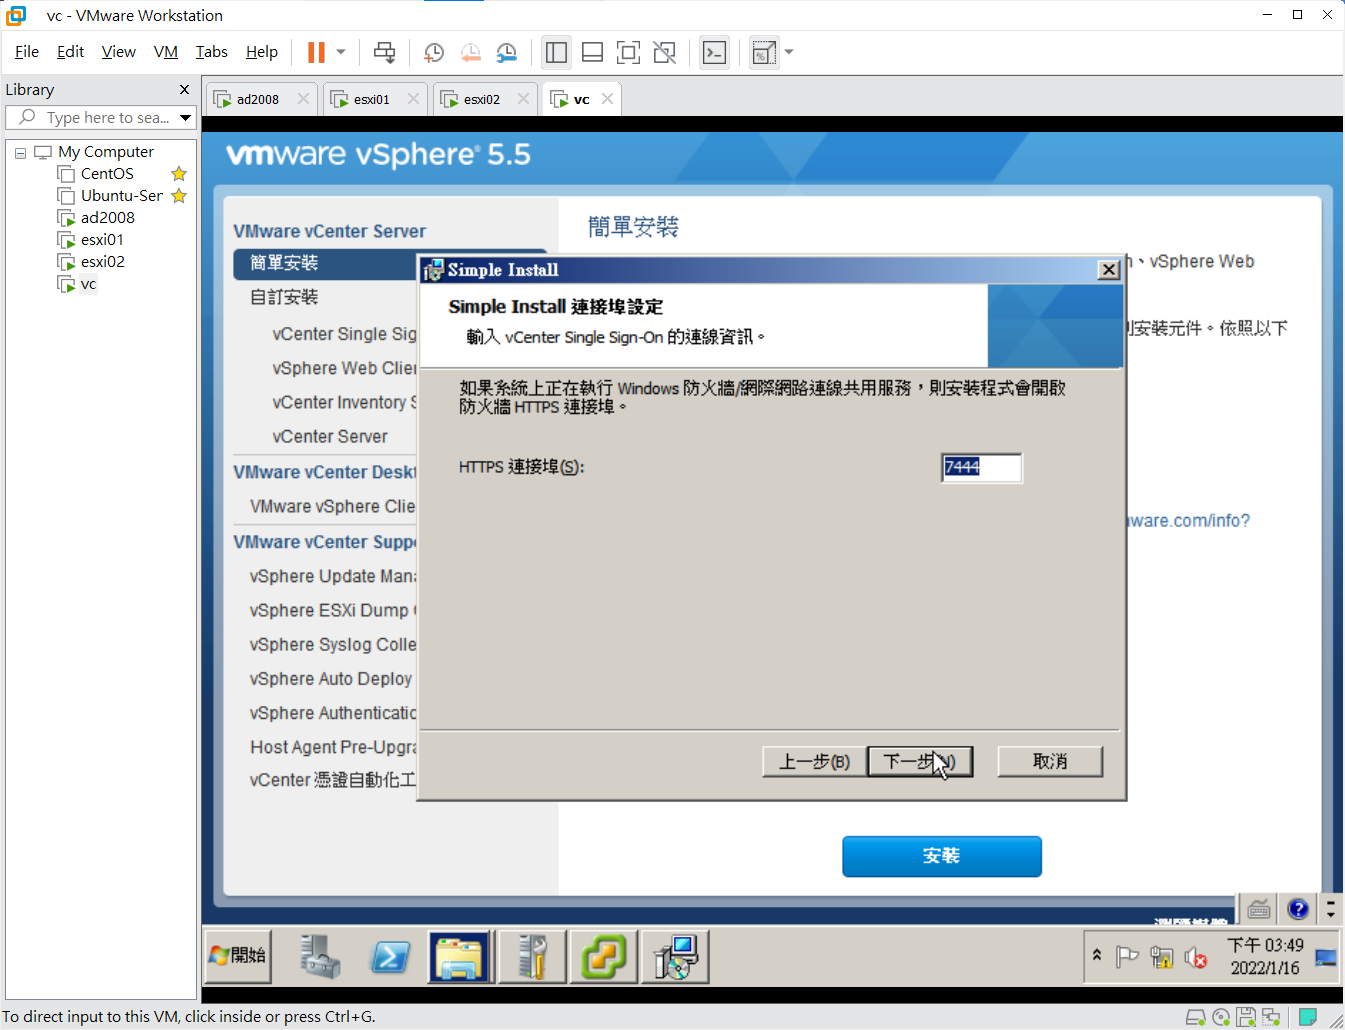 vc - VMware Workstation
File Edit View VM Tabs Help
Library
Type here to sea...
ad2008 esxi01 esxi02 vc
My Computer
CentOS
Ubuntu-Ser
ad2008
esxi01
esxi02
vc
vmware vSphere® 5.5
VMware vCenter Server
簡單安裝
自訂安裝
vCenter Single Sig
vSphere Web Clier
vCenter Inventory S
vCenter Server
VMware vCenter Deskt
VMware vSphere Clie
VMware vCenter Suppo
vSphere Update Mana
vSphere ESXi Dump C
vSphere Syslog Colle
vSphere Auto Deploy
vSphere Authenticatio
Host Agent Pre-Upgra
vCenter 憑證自動化工
簡單安裝
、vSphere Web
安裝元件。依照以下
ware.com/info?
Simple Install
Simple Install 連接埠設定
輸入 vCenter Single Sign-On 的連線資訊。
如果系統上正在執行 Windows 防火牆/網際網路連線共用服務，則安裝程式會開啟
防火牆 HTTPS 連接埠。
HTTPS 連接埠(S):
7444
上一步(B) 下一步(N) 取消
安裝
開始
下午 03:49
2022/1/16
To direct input to this VM, click inside or press Ctrl+G.